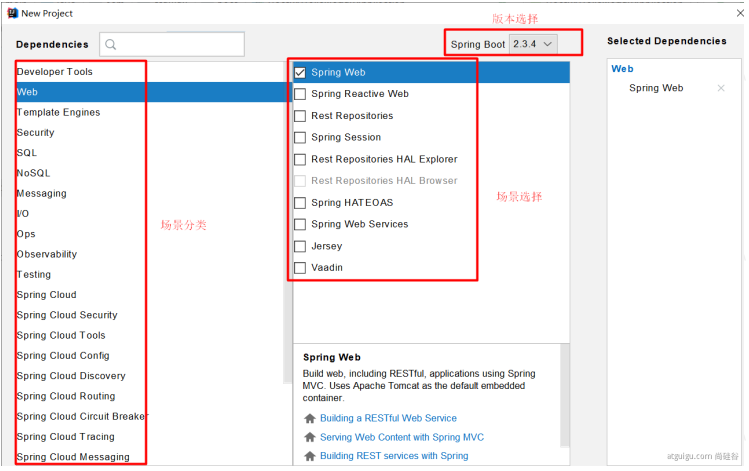 New Project
版本选择
Dependencies
Spring Boot 2.3.4
Selected Dependencies
Developer Tools
Web
Template Engines
Security
SQL
NoSQL
Messaging
I/O
Ops
Observability
Testing
Spring Cloud
Spring Cloud Security
Spring Cloud Tools
Spring Cloud Config
Spring Cloud Discovery
Spring Cloud Routing
Spring Cloud Circuit Breaker
Spring Cloud Tracing
Spring Cloud Messaging
场景分类
Spring Web
Spring Reactive Web
Rest Repositories
Spring Session
Rest Repositories HAL Explorer
Rest Repositories HAL Browser
Spring HATEOAS
Spring Web Services
Jersey
Vaadin
场景选择
Web
Spring Web
Spring Web
Build web, including RESTful, applications using Spring
MVC. Uses Apache Tomcat as the default embedded
container.
Building a RESTful Web Service
Serving Web Content with Spring MVC
Building REST services with Spring
atguigu.com 尚硅谷